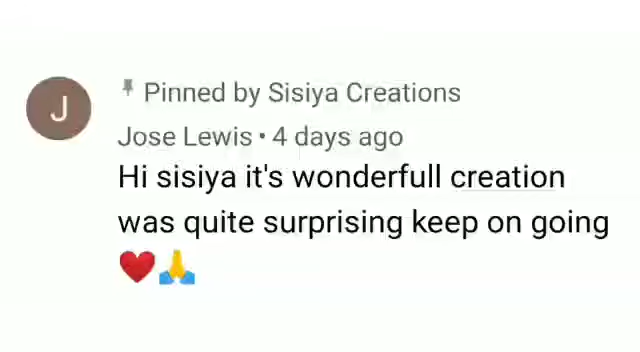 J
Pinned by Sisiya Creations
Jose Lewis • 4 days ago
Hi sisiya it's wonderfull creation
was quite surprising keep on going
❤️🙏